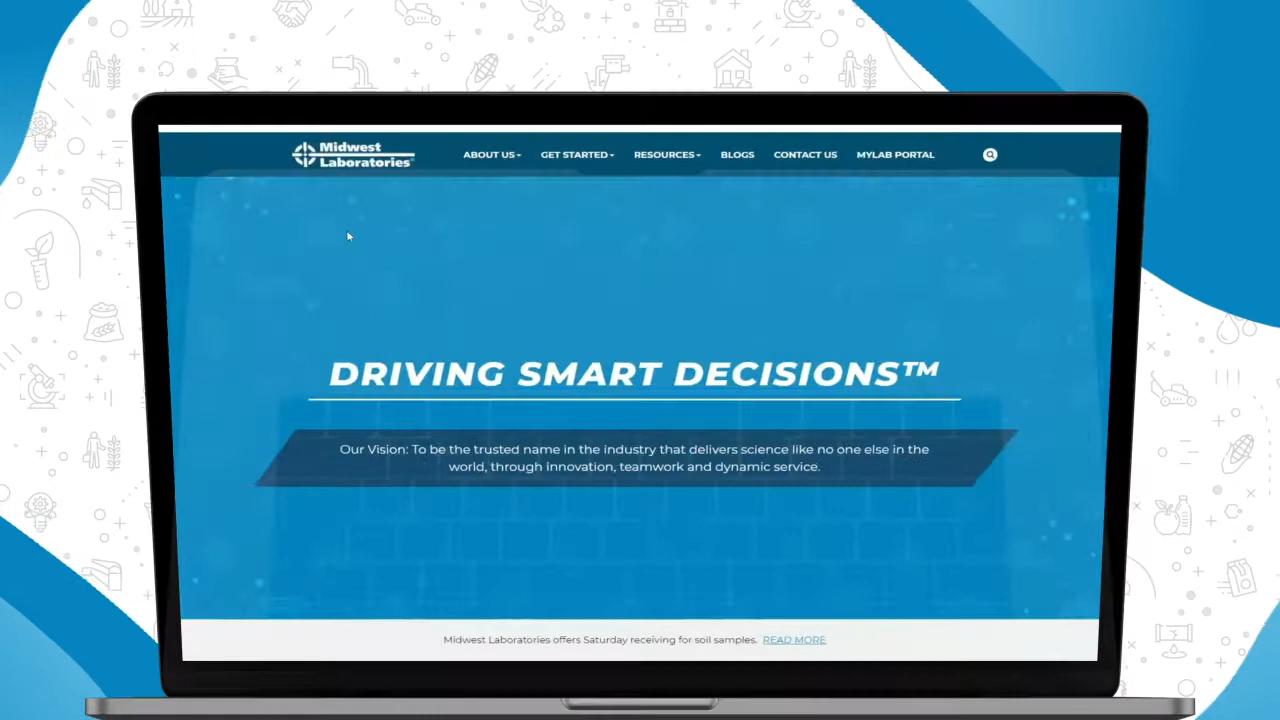 Midwest
Laboratories™
ABOUT US
GET STARTED
RESOURCES
BLOGS
CONTACT US
MYLAB PORTAL
DRIVING SMART DECISIONS™
Our Vision: To be the trusted name in the industry that delivers science like no one else in the
world, through innovation, teamwork and dynamic service.
Midwest Laboratories offers Saturday receiving for soil samples. READ MORE